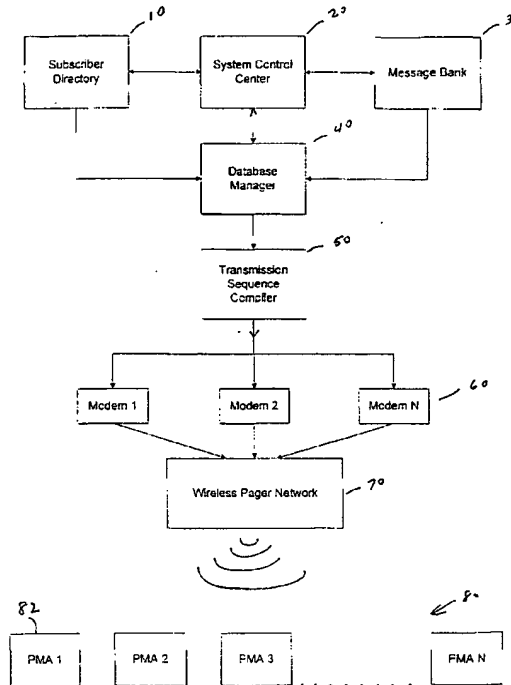 10
20
3
Subscriber
Directory
System Control
Center
Message Bank
40
Database
Manager
50
Transmission
Sequence
Compiler
Modem 1
Modem 2
Modem N
60
Wireless Pager Network
70
82
PMA 1
PMA 2
PMA 3
PMA N